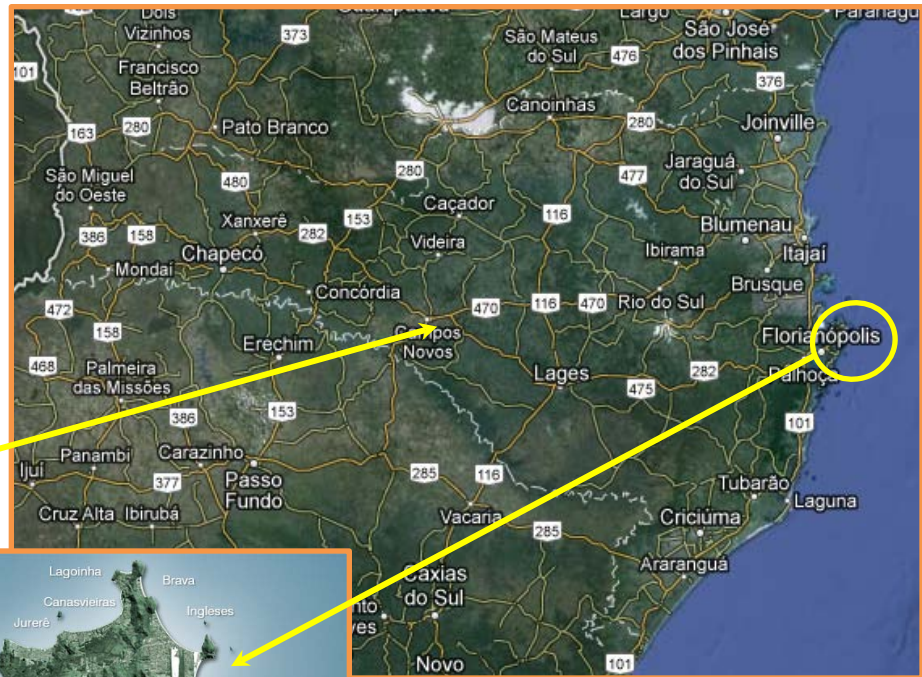 Dois
Vizinhos
373
Largo
Paranagu
São José
dos Pinhais
São Mateus
do Sul
476
101
Francisco
Beltrão
376
Canoinhas
163
280
Pato Branco
280
Joinville
São Miguel
do Oeste
480
280
477
Jaraguá
do Sul
Caçador
Xanxerê
282
153
116
Blumenau
386
158
Chapecó
Videira
Ibirama
Itajaí
Mondaí
Brusque
Concórdia
470
116
470
Rio do Sul
472
158
Campos
Novos
Florianópolis
Erechim
468
Palmeira
das Missões
Lages
282
Palhoça
475
386
153
101
Panambi
Carazinho
Ijuí
377
Passo
Fundo
285
116
Tubarão
Laguna
Cruz Alta
Ibirubá
Vacaria
285
Criciúma
Araranguá
Caxias
do Sul
nto
ves
Novo
101
Lagoinha
Brava
Canasvieiras
Ingleses
Jurerê